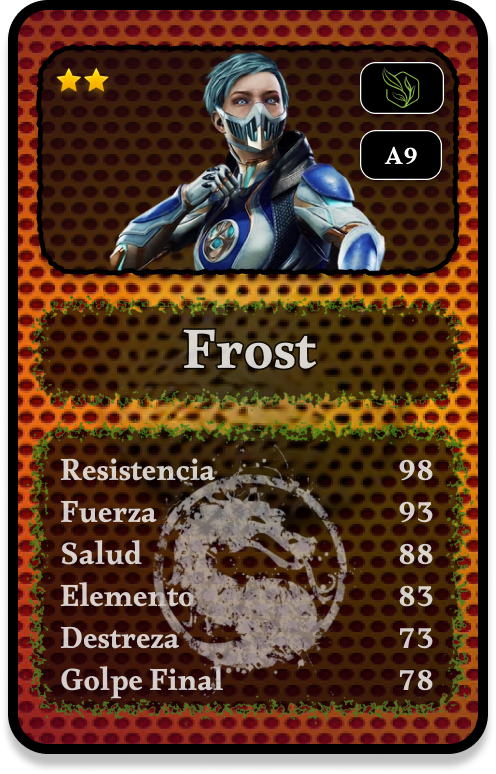 A9
Frost
Resistencia 98
Fuerza 93
Salud 88
Elemento 83
Destreza 73
Golpe Final 78